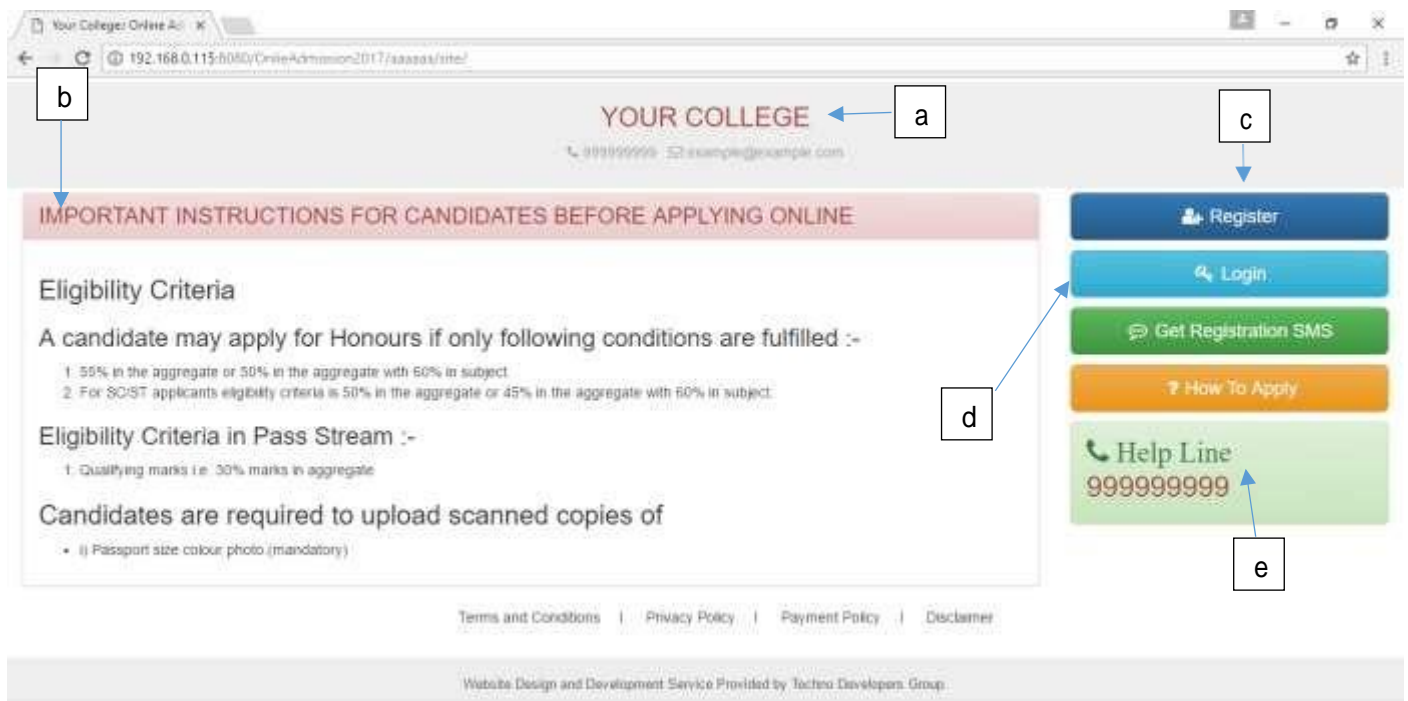 Your College: Online Ad
192.168.0.115:8080/OnlieAdmission2017/aaaaaa/site/
b
a
c
YOUR COLLEGE
999999999 example@example.com
IMPORTANT INSTRUCTIONS FOR CANDIDATES BEFORE APPLYING ONLINE
Register
Eligibility Criteria
Login
A candidate may apply for Honours if only following conditions are fulfilled :-
Get Registration SMS
1. 55% in the aggregate or 50% in the aggregate with 60% in subject
2. For SC/ST applicants eligibility criteria is 50% in the aggregate or 45% in the aggregate with 60% in subject.
? How To Apply
d
Eligibility Criteria in Pass Stream :-
1. Qualifying marks i.e. 30% marks in aggregate
Help Line
999999999
Candidates are required to upload scanned copies of
• i) Passport size colour photo (mandatory)
e
Terms and Conditions | Privacy Policy | Payment Policy | Disclaimer
Website Design and Development Service Provided by Techno Developers Group